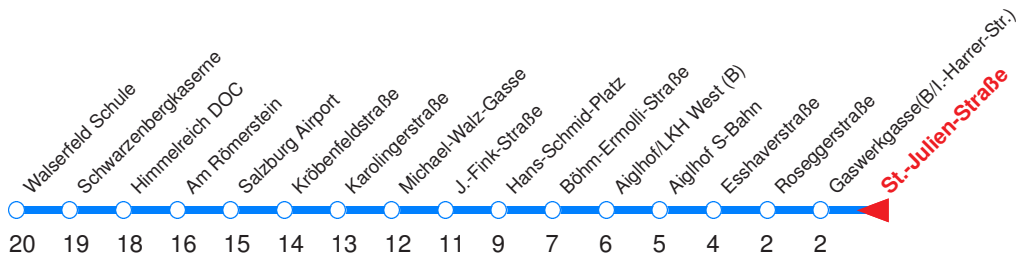 Walserfeld Schule
Schwarzenbergkaserne
Himmelreich DOC
Am Römerstein
Salzburg Airport
Kröbenfeldstraße
Karolingerstraße
Michael-Walz-Gasse
J.-Fink-Straße
Hans-Schmid-Platz
Böhm-Ermolli-Straße
Aiglhof/LKH West (B)
Aiglhof S-Bahn
Esshaverstraße
Roseggerstraße
Gaswerkgasse(B/I.-Harrer-Str.)
St.-Julien-Straße
20 19 18 16 15 14 13 12 11 9 7 6 5 4 2 2